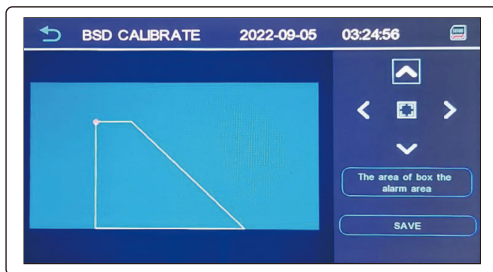 BSD CALIBRATE 2022-09-05 03:24:56
The area of box the
alarm area
SAVE